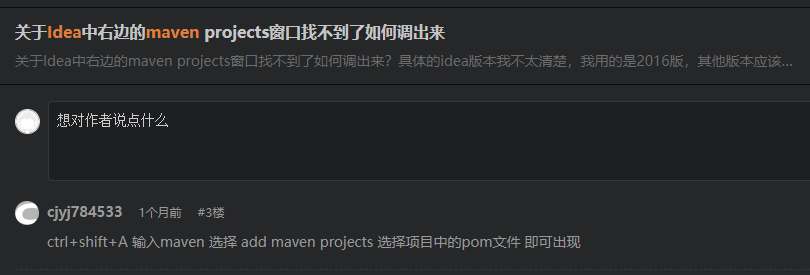 关于Idea中右边的maven projects窗口找不到了如何调出来
关于Idea中右边的maven projects窗口找不到了如何调出来？具体的idea版本我不太清楚，我用的是2016版，其他版本应该...
想对作者说点什么
cjyj784533 1个月前 #3楼
ctrl+shift+A 输入maven 选择 add maven projects 选择项目中的pom文件 即可出现